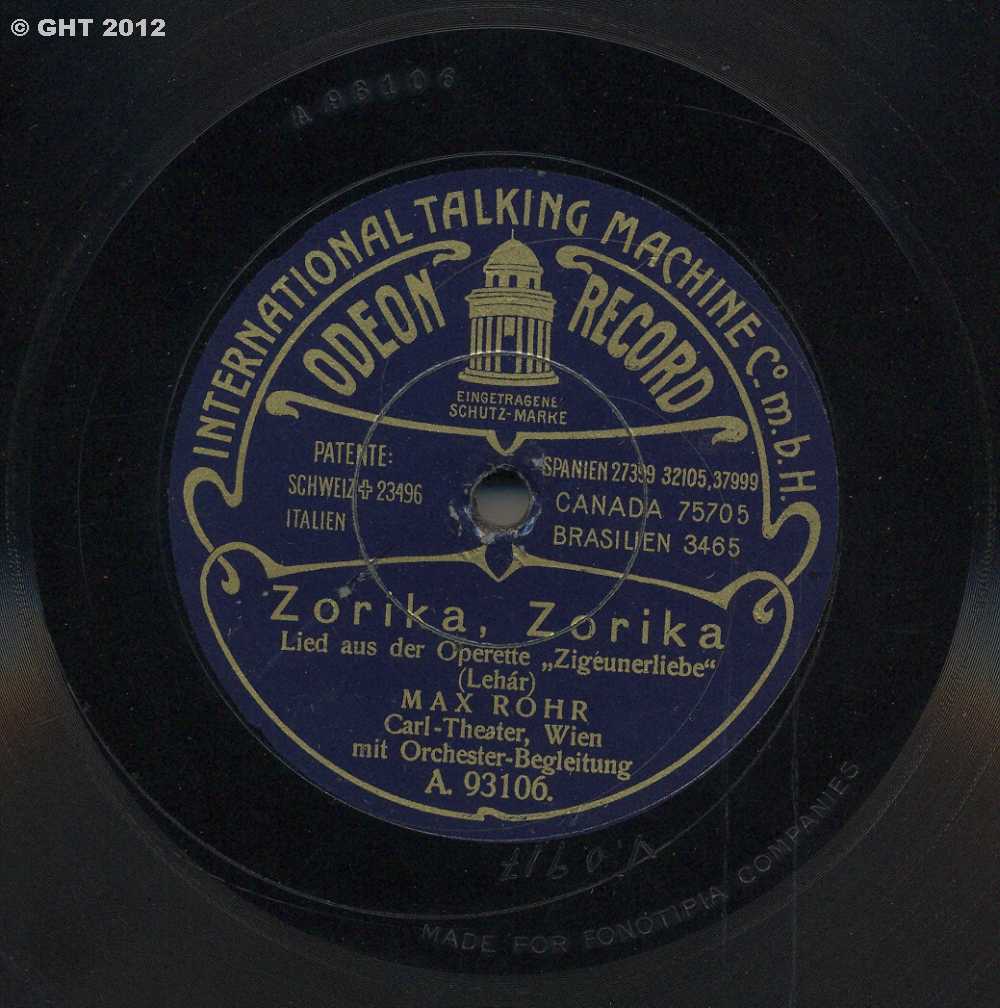 © GHT 2012
A 93106
INTERNATIONAL TALKING MACHINE Co. m. b. H.
ODEON RECORD
EINGETRAGENE
SCHUTZ-MARKE
PATENTE:
SCHWEIZ + 23496
ITALIEN
SPANIEN 27399 32105, 37999
CANADA 75705
BRASILIEN 3465
Zorika, Zorika
Lied aus der Operette „Zigeunerliebe“
(Lehár)
MAX ROHR
Carl-Theater, Wien
mit Orchester-Begleitung
A. 93106.
MADE FOR FONOTIPIA COMPANIES